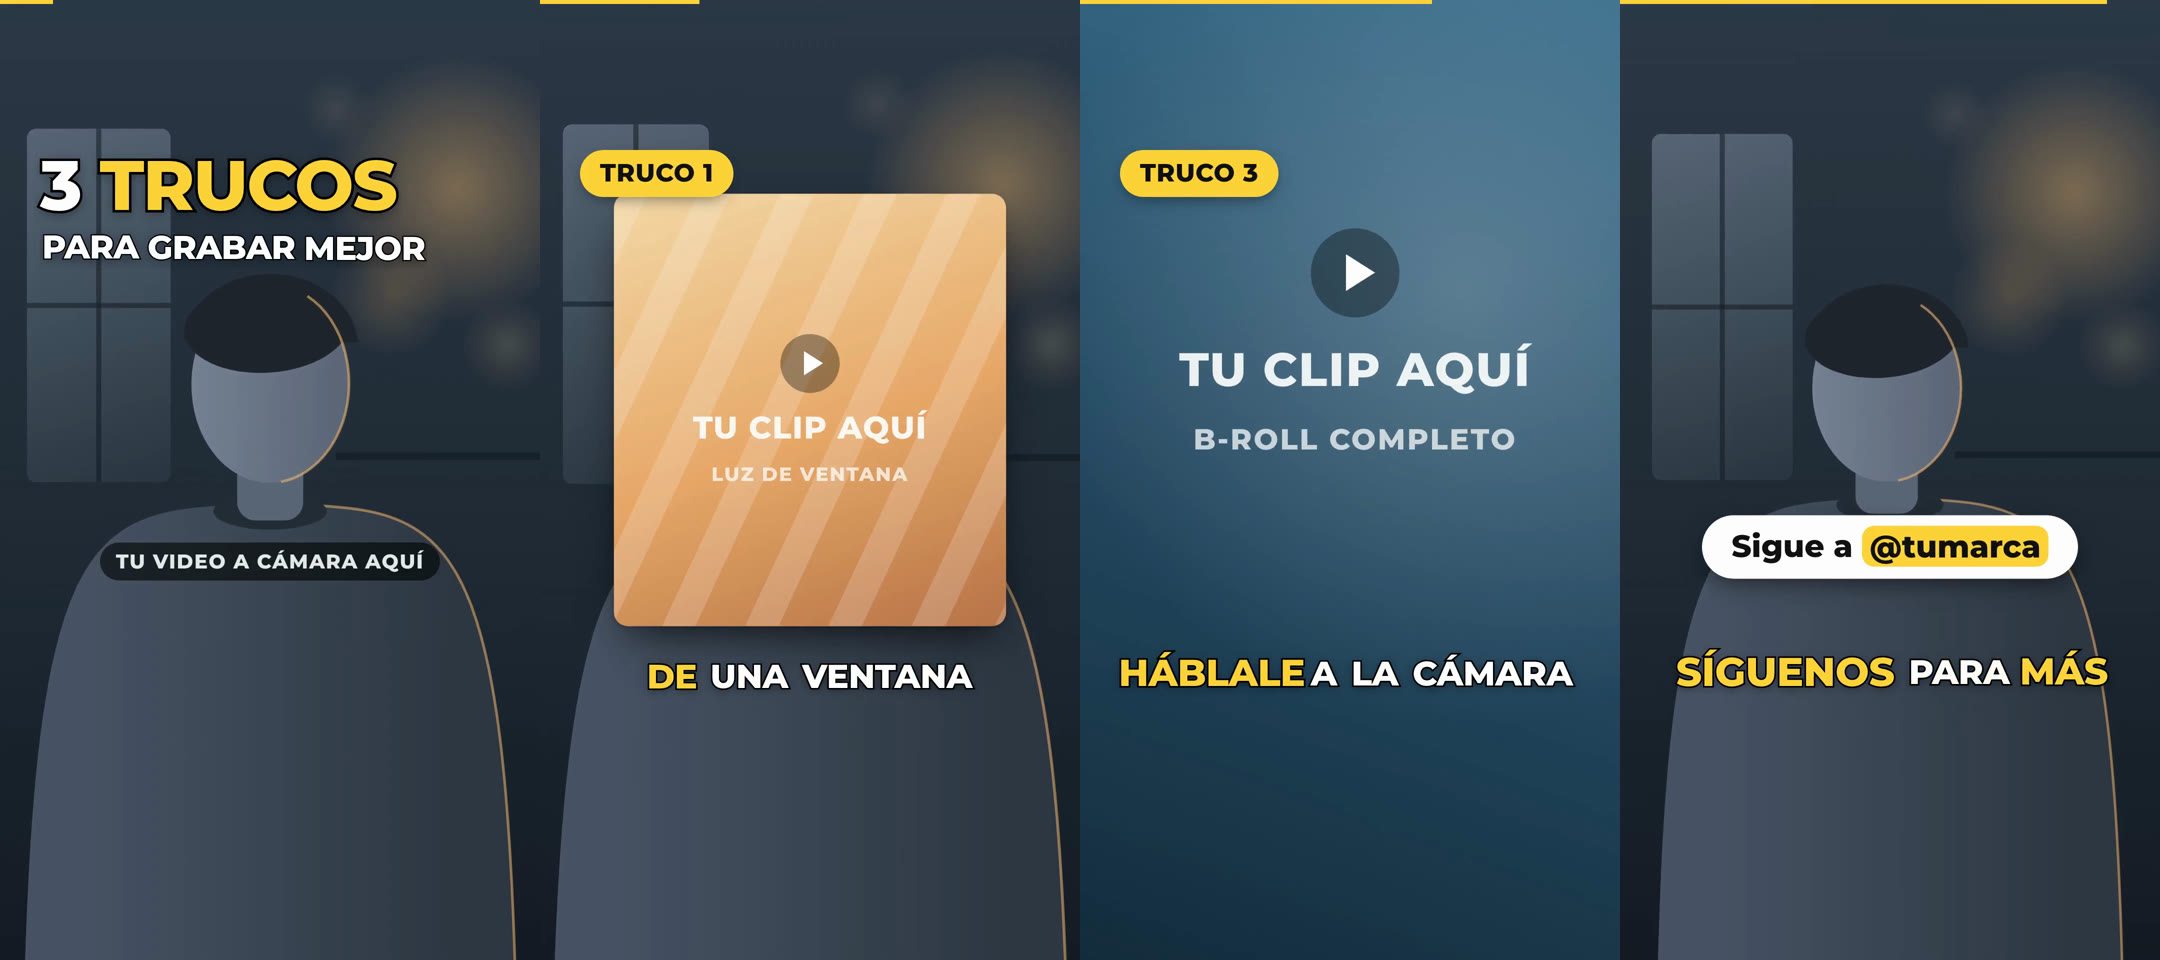 3 TRUCOS
PARA GRABAR MEJOR
TU VIDEO A CÁMARA AQUÍ
TRUCO 1
TU CLIP AQUÍ
LUZ DE VENTANA
DE UNA VENTANA
TRUCO 3
TU CLIP AQUÍ
B-ROLL COMPLETO
HÁBLALE A LA CÁMARA
Sigue a @tumarca
SÍGUENOS PARA MÁS